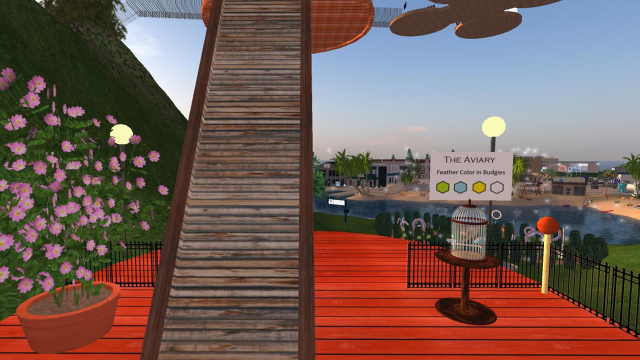 THE AVIARY
Feather Color in Budgies